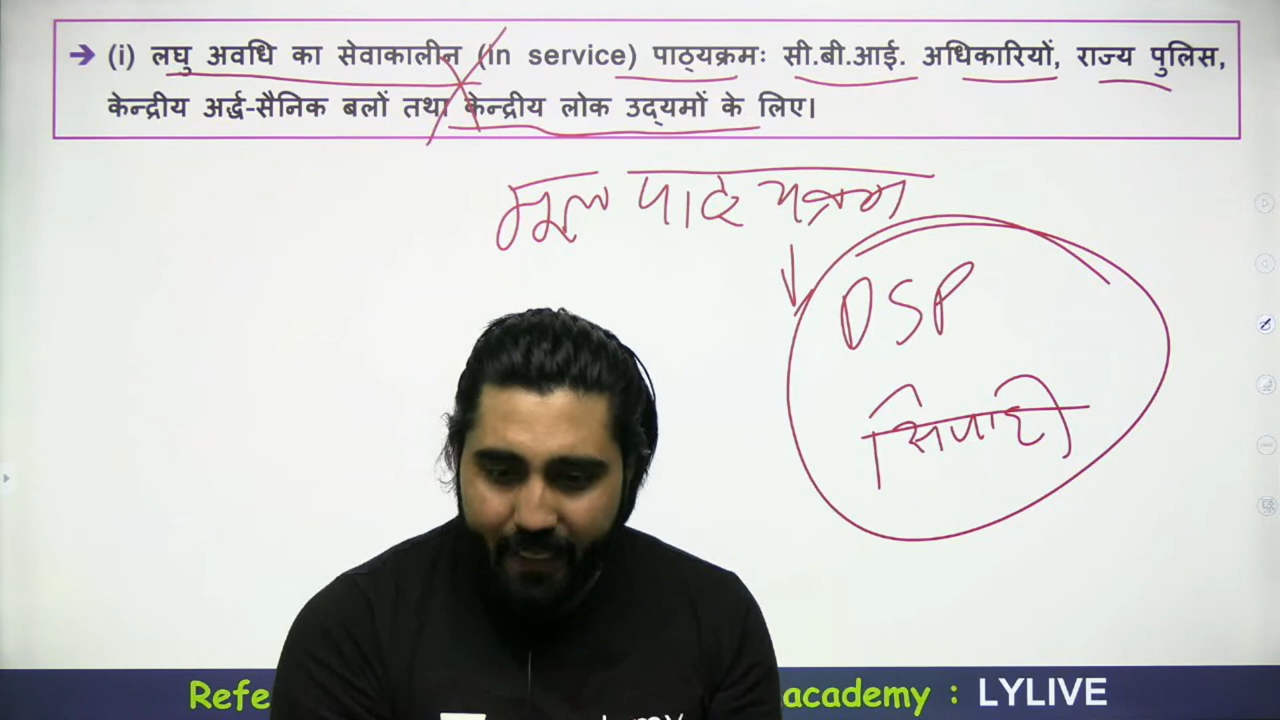 → (i) लघु अवधि का सेवाकालीन (in service) पाठ्यक्रमः सी.बी.आई. अधिकारियों, राज्य पुलिस,
केन्द्रीय अर्द्ध-सैनिक बलों तथा केन्द्रीय लोक उद्यमों के लिए।
मूल पाठ्यक्रम
DSP
सिपाही
Refe academy : LYLIVE